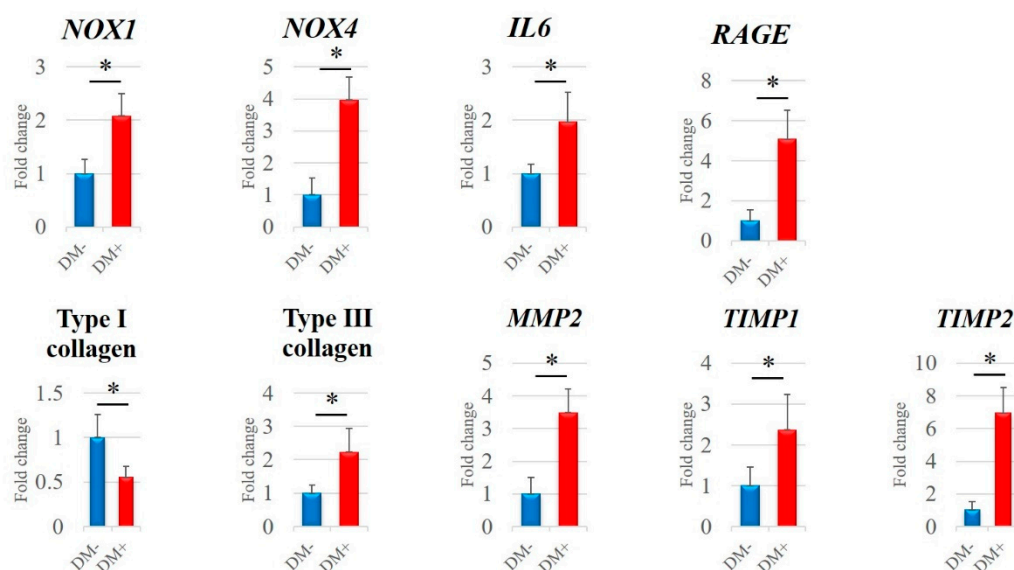 NOX1
*
3
2
1
0
Fold change
DM-
DM+
NOX4
*
5
4
3
2
1
0
Fold change
DM-
DM+
IL6
*
3
2
1
0
Fold change
DM-
DM+
RAGE
*
8
6
4
2
0
Fold change
DM-
DM+
Type I
collagen
*
1.5
1
0.5
0
Fold change
DM-
DM+
Type III
collagen
*
4
3
2
1
0
Fold change
DM-
DM+
MMP2
*
5
4
3
2
1
0
Fold change
DM-
DM+
TIMP1
*
4
3
2
1
0
Fold change
DM-
DM+
TIMP2
*
10
8
6
4
2
0
Fold change
DM-
DM+